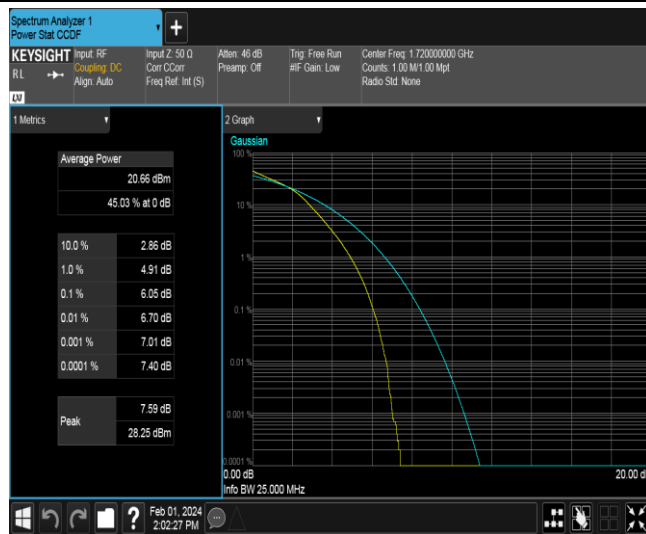 Spectrum Analyzer 1
Power Stat CCDF
+
KEYSIGHT
RL
LXI
Input: RF
Coupling: DC
Align: Auto
Input Z: 50 Ω
Corr CCorr
Freq Ref: Int (S)
Atten: 46 dB
Preamp: Off
Trig: Free Run
#IF Gain: Low
Center Freq: 1.720000000 GHz
Counts: 1.00 M/1.00 Mpt
Radio Std: None
1 Metrics
Average Power
20.66 dBm
45.03 % at 0 dB
10.0 % 2.86 dB
1.0 % 4.91 dB
0.1 % 6.05 dB
0.01 % 6.70 dB
0.001 % 7.01 dB
0.0001 % 7.40 dB
Peak 7.59 dB
28.25 dBm
2 Graph
Gaussian
100 %
10 %
1 %
0.1 %
0.01 %
0.001 %
0.0001 %
0.00 dB 20.00 d
Info BW 25.000 MHz
?
Feb 01, 2024
2:02:27 PM